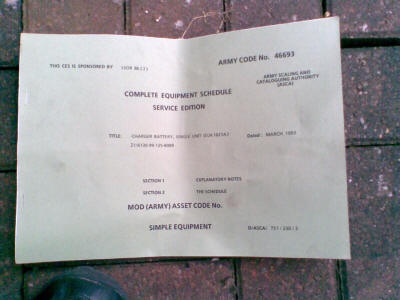 ARMY CODE No. 46693
THIS CES IS SPONSORED BY
ARMY SCALING AND
CATALOGUING AUTHORITY
(ASCA)
COMPLETE EQUIPMENT SCHEDULE
SERVICE EDITION
TITLE: CHARGER BATTERY, SINGLE UNIT
Dated: MARCH 1983
SECTION 1 EXPLANATORY NOTES
SECTION 2 THE SCHEDULE
MOD (ARMY) ASSET CODE No.
SIMPLE EQUIPMENT
D/ASCA/